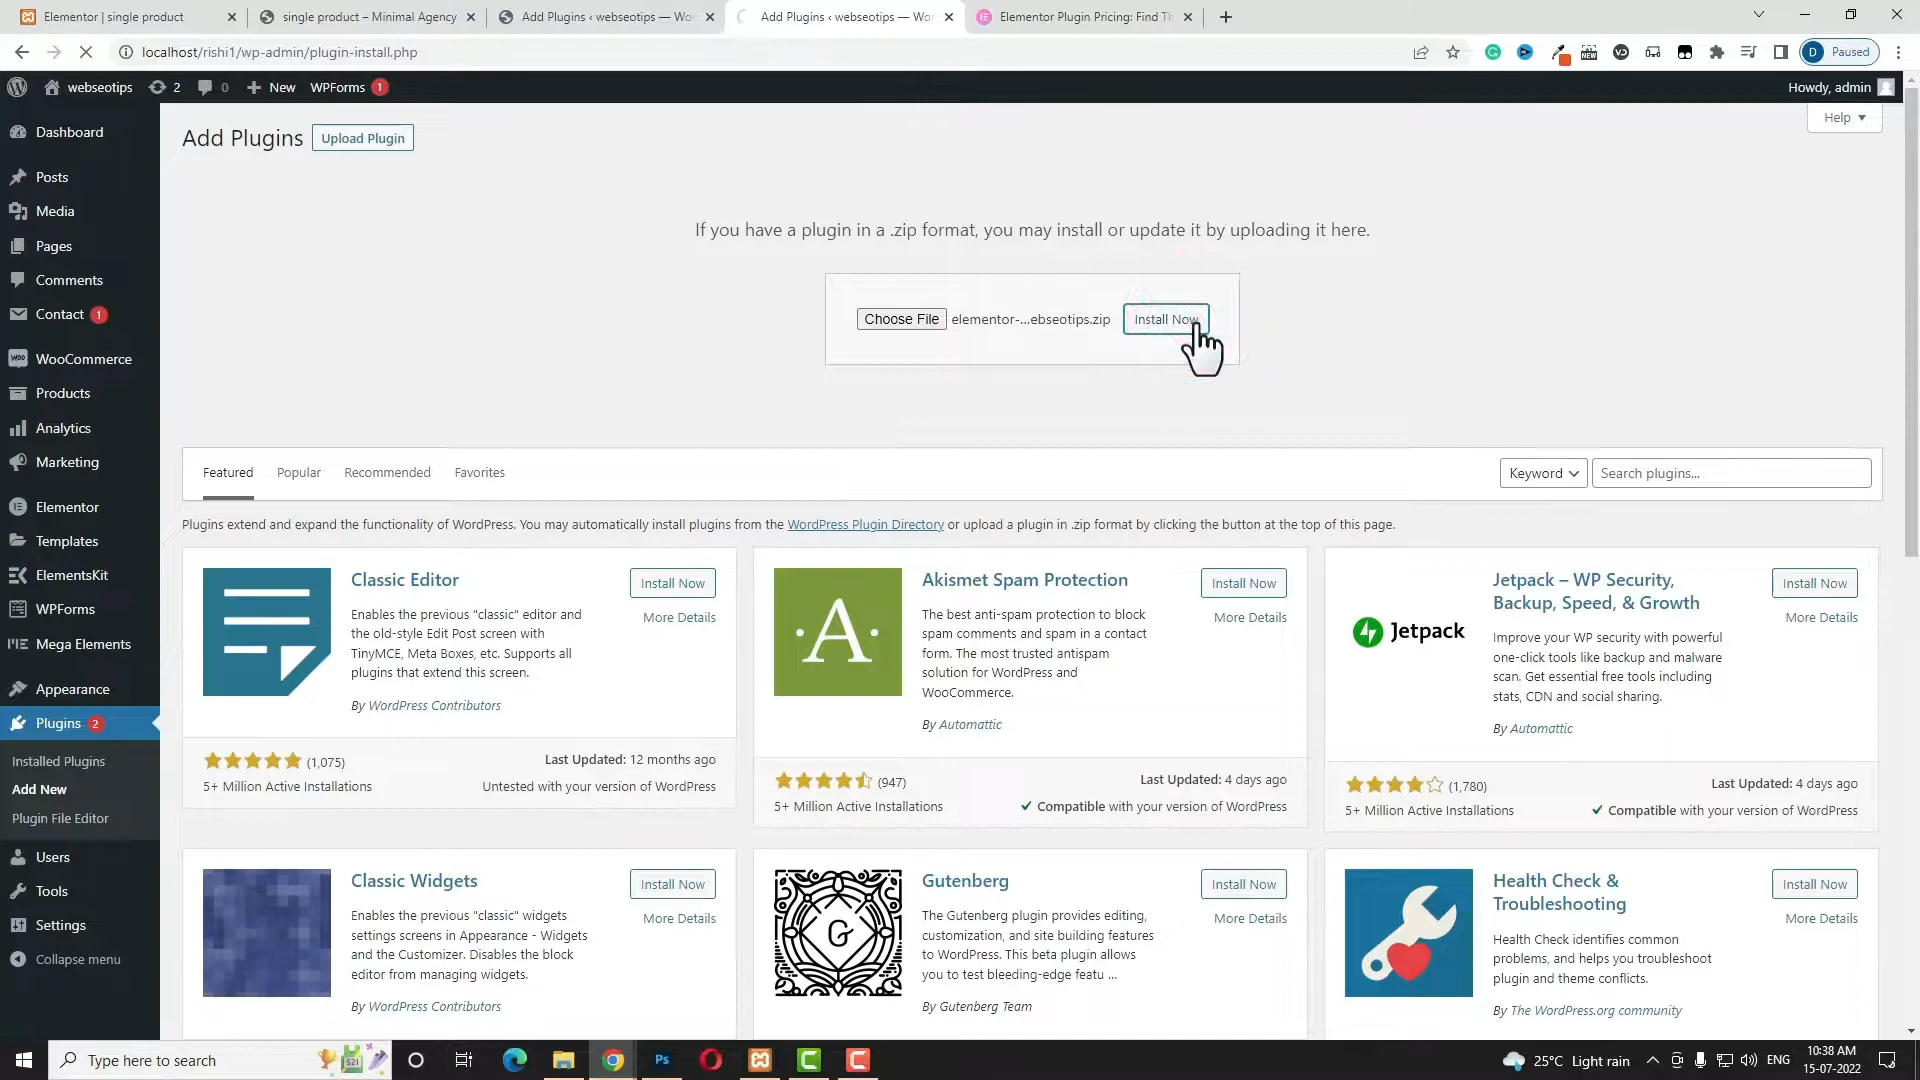 Elementor | single product
single product – Minimal Agency
Add Plugins ‹ webseotips — Wo
Add Plugins ‹ webseotips — Wor
Elementor Plugin Pricing: Find Th
localhost/rishi1/wp-admin/plugin-install.php
NEW
D Paused
webseotips 2 0 New WPForms 1
Howdy, admin
Help
Dashboard
Posts
Media
Pages
Comments
Contact 1
WooCommerce
Products
Analytics
Marketing
Elementor
Templates
ElementsKit
WPForms
Mega Elements
Appearance
Plugins 2
Installed Plugins
Add New
Plugin File Editor
Users
Tools
Settings
Collapse menu
Add Plugins Upload Plugin
If you have a plugin in a .zip format, you may install or update it by uploading it here.
Choose File elementor-...ebseotips.zip Install Now
Featured Popular Recommended Favorites
Keyword Search plugins...
Plugins extend and expand the functionality of WordPress. You may automatically install plugins from the WordPress Plugin Directory or upload a plugin in .zip format by clicking the button at the top of this page.
Classic Editor
Install Now
More Details
Enables the previous "classic" editor and
the old-style Edit Post screen with
TinyMCE, Meta Boxes, etc. Supports all
plugins that extend this screen.
By WordPress Contributors
(1,075)
Last Updated: 12 months ago
5+ Million Active Installations
Untested with your version of WordPress
A
Akismet Spam Protection
Install Now
More Details
The best anti-spam protection to block
spam comments and spam in a contact
form. The most trusted antispam
solution for WordPress and
WooCommerce.
By Automattic
(947)
Last Updated: 4 days ago
5+ Million Active Installations
Compatible with your version of WordPress
Jetpack
Jetpack – WP Security,
Backup, Speed, & Growth
Install Now
More Details
Improve your WP security with powerful
one-click tools like backup and malware
scan. Get essential free tools including
stats, CDN and social sharing.
By Automattic
(1,780)
Last Updated: 4 days ago
5+ Million Active Installations
Compatible with your version of WordPress
Classic Widgets
Install Now
More Details
Enables the previous "classic" widgets
settings screens in Appearance - Widgets
and the Customizer. Disables the block
editor from managing widgets.
By WordPress Contributors
G
Gutenberg
Install Now
More Details
The Gutenberg plugin provides editing,
customization, and site building features
to WordPress. This beta plugin allows
you to test bleeding-edge featu ...
By Gutenberg Team
Health Check &
Troubleshooting
Install Now
More Details
Health Check identifies common
problems, and helps you troubleshoot
plugin and theme conflicts.
By The WordPress.org community
Type here to search
Ps
25°C Light rain
ENG
10:38 AM
15-07-2022